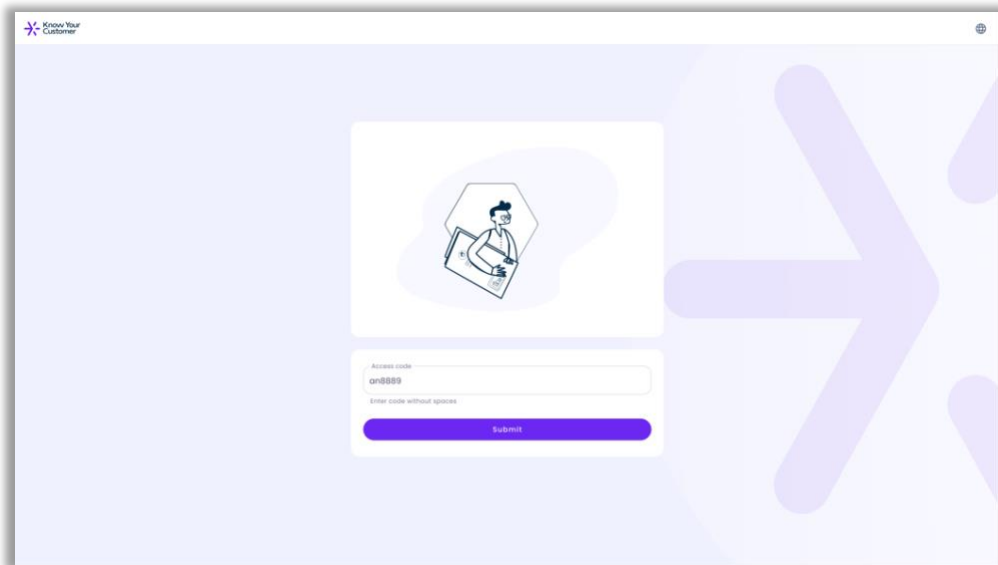 Know Your
Customer
Access code
an8889
Enter code without spaces
Submit